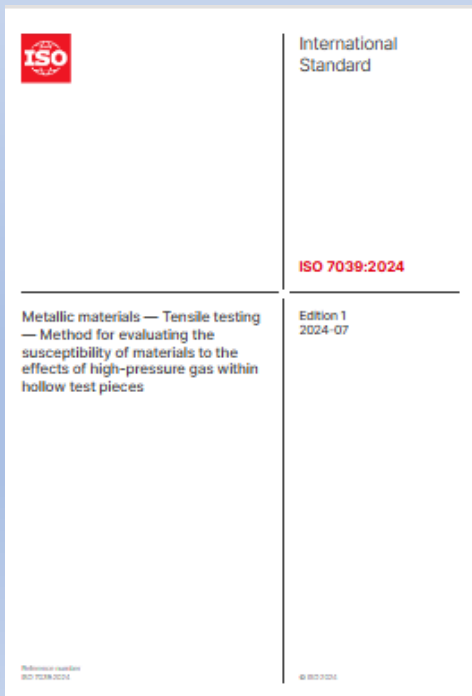 ISO
International
Standard
ISO 7039:2024
Metallic materials — Tensile testing
— Method for evaluating the
susceptibility of materials to the
effects of high-pressure gas within
hollow test pieces
Edition 1
2024-07
Reference number
ISO 7039:2024
© ISO 2024